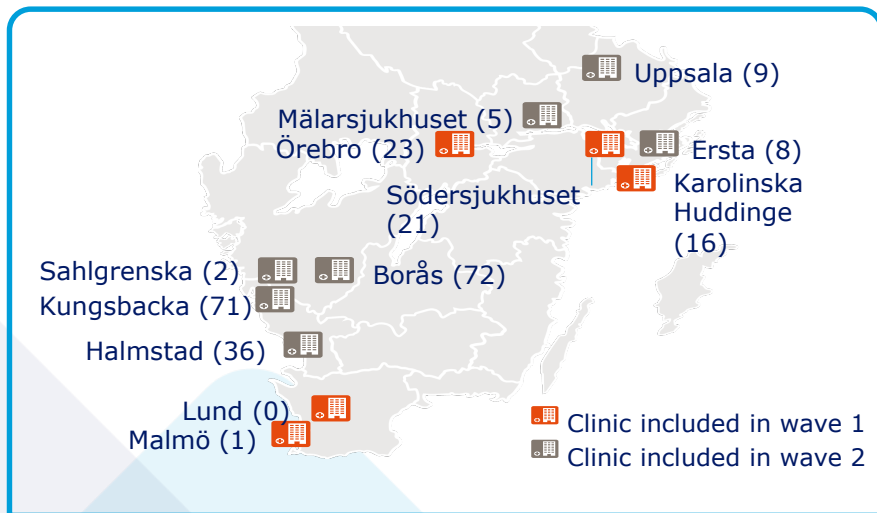 Uppsala (9)
Mälarsjukhuset (5)
Örebro (23)
Ersta (8)
Södersjukhuset
(21)
Karolinska
Huddinge
(16)
Sahlgrenska (2)
Borås (72)
Kungsbacka (71)
Halmstad (36)
Lund (0)
Malmö (1)
Clinic included in wave 1
Clinic included in wave 2